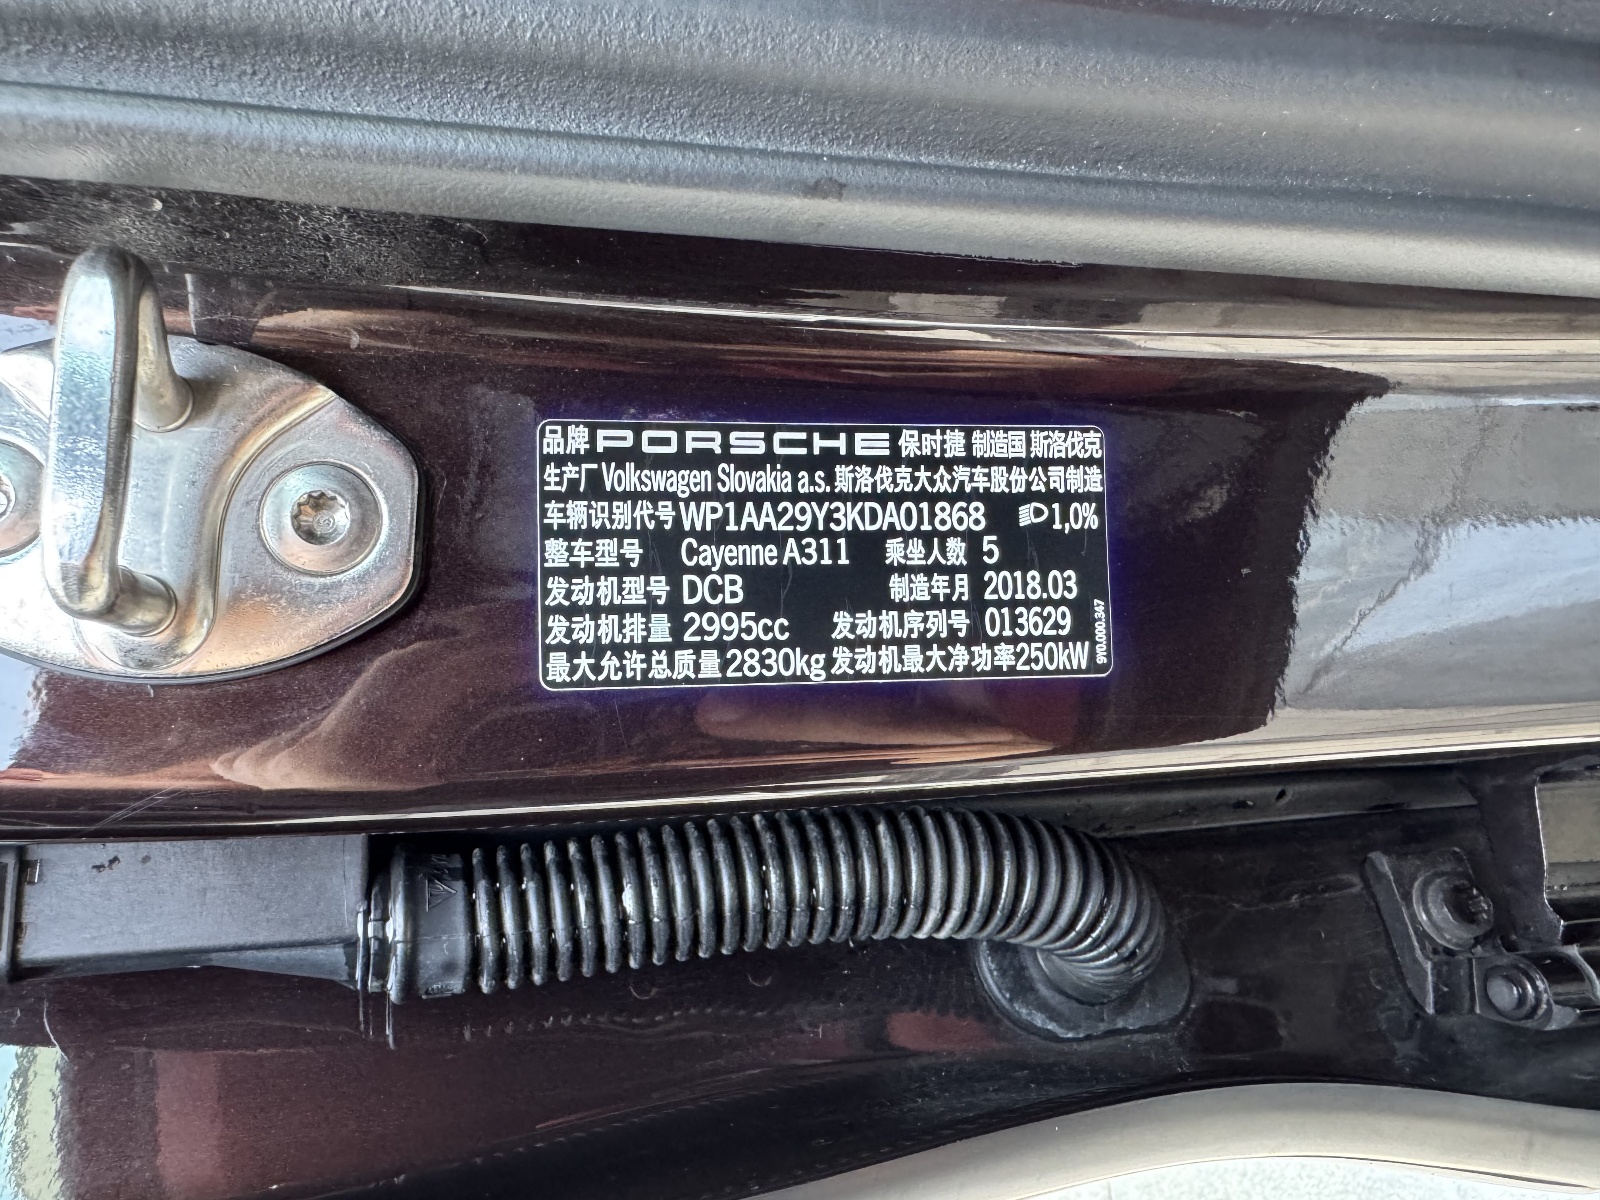 品牌 PORSCHE 保时捷 制造国 斯洛伐克
生产厂 Volkswagen Slovakia a.s. 斯洛伐克大众汽车股份公司制造
车辆识别代号 WP1AA29Y3KDA01868 1,0%
整车型号 Cayenne A311 乘坐人数 5
发动机型号 DCB 制造年月 2018.03
发动机排量 2995cc 发动机序列号 013629
最大允许总质量 2830kg 发动机最大净功率 250kW
9Y0.000.347